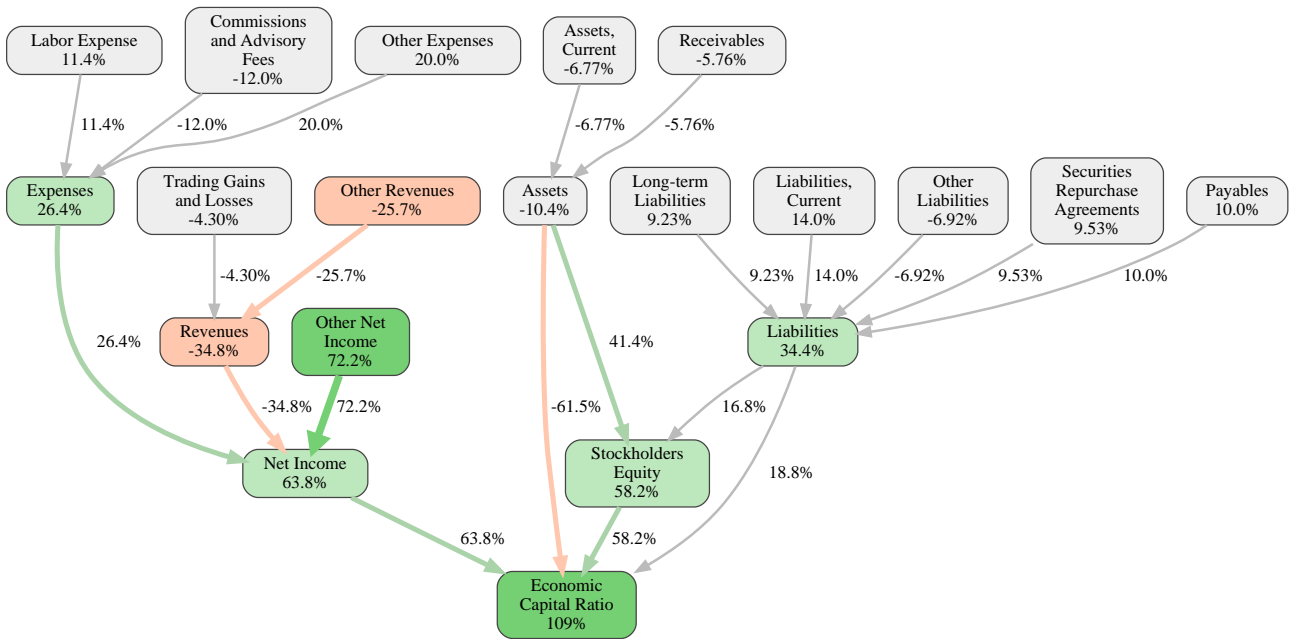 Labor Expense
11.4%
Commissions
and Advisory
Fees
-12.0%
Other Expenses
20.0%
Assets,
Current
-6.77%
Receivables
-5.76%
11.4%
-12.0%
20.0%
-6.77%
-5.76%
Expenses
26.4%
Trading Gains
and Losses
-4.30%
Other Revenues
-25.7%
Assets
-10.4%
Long-term
Liabilities
9.23%
Liabilities,
Current
14.0%
Other
Liabilities
-6.92%
Securities
Repurchase
Agreements
9.53%
Payables
10.0%
-4.30%
-25.7%
9.23%
14.0%
-6.92%
9.53%
10.0%
26.4%
Revenues
-34.8%
Other Net
Income
72.2%
41.4%
Liabilities
34.4%
-34.8%
72.2%
-61.5%
16.8%
Net Income
63.8%
Stockholders
Equity
58.2%
18.8%
63.8%
58.2%
Economic
Capital Ratio
109%